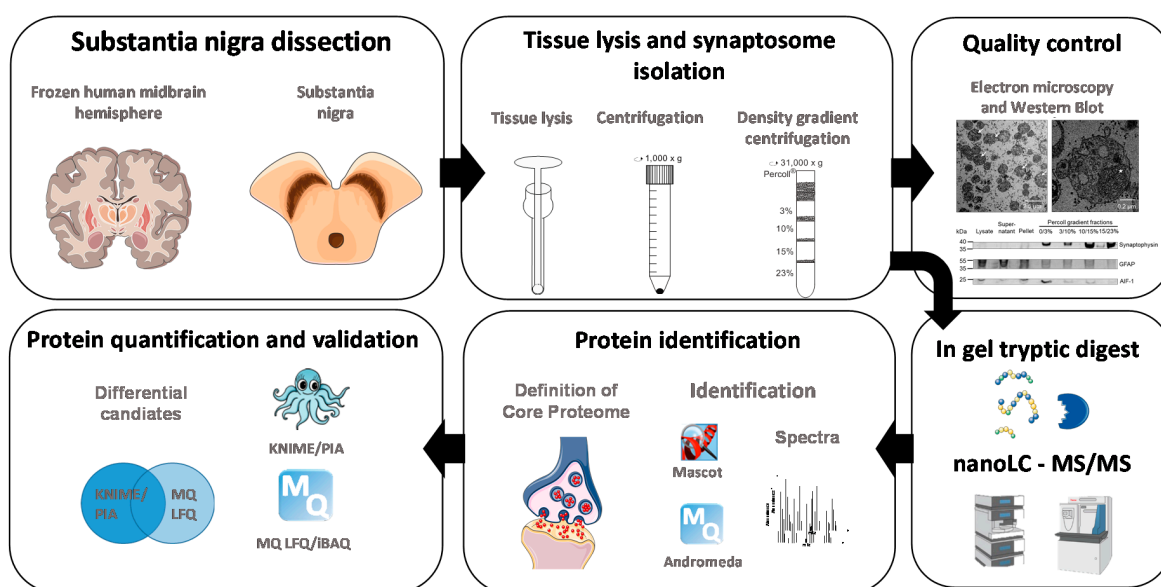 Substantia nigra dissection
Frozen human midbrain
hemisphere
Substantia
nigra
Tissue lysis and synaptosome
isolation
Tissue lysis
Centrifugation
1,000 x g
Density gradient
centrifugation
31,000 x g
Percoll®
3%
10%
15%
23%
Quality control
Electron microscopy
and Western Blot
0.2 µm
Percoll gradient fractions
kDa
Lysate
Super-
natant
Pellet
0/3%
3/10%
10/15%
15/23%
40
35
Synaptophysin
55
35
GFAP
25
AIF-1
In gel tryptic digest
nanoLC - MS/MS
Protein identification
Definition of
Core Proteome
Identification
Mascot
Spectra
MQ
Andromeda
Protein quantification and validation
Differential
candiates
KNIME/PIA
KNIME/
PIA
MQ
LFQ
MQ
MQ LFQ/iBAQ